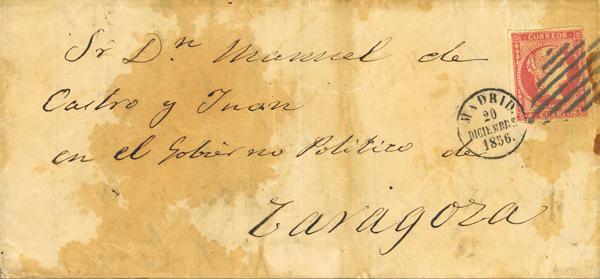 Sr Dn. Manuel de
Castro y Juan
en el Gobierno Politico de
Zaragoza
CORREOS
MADRID.
20
DICIEMBRE
1856.